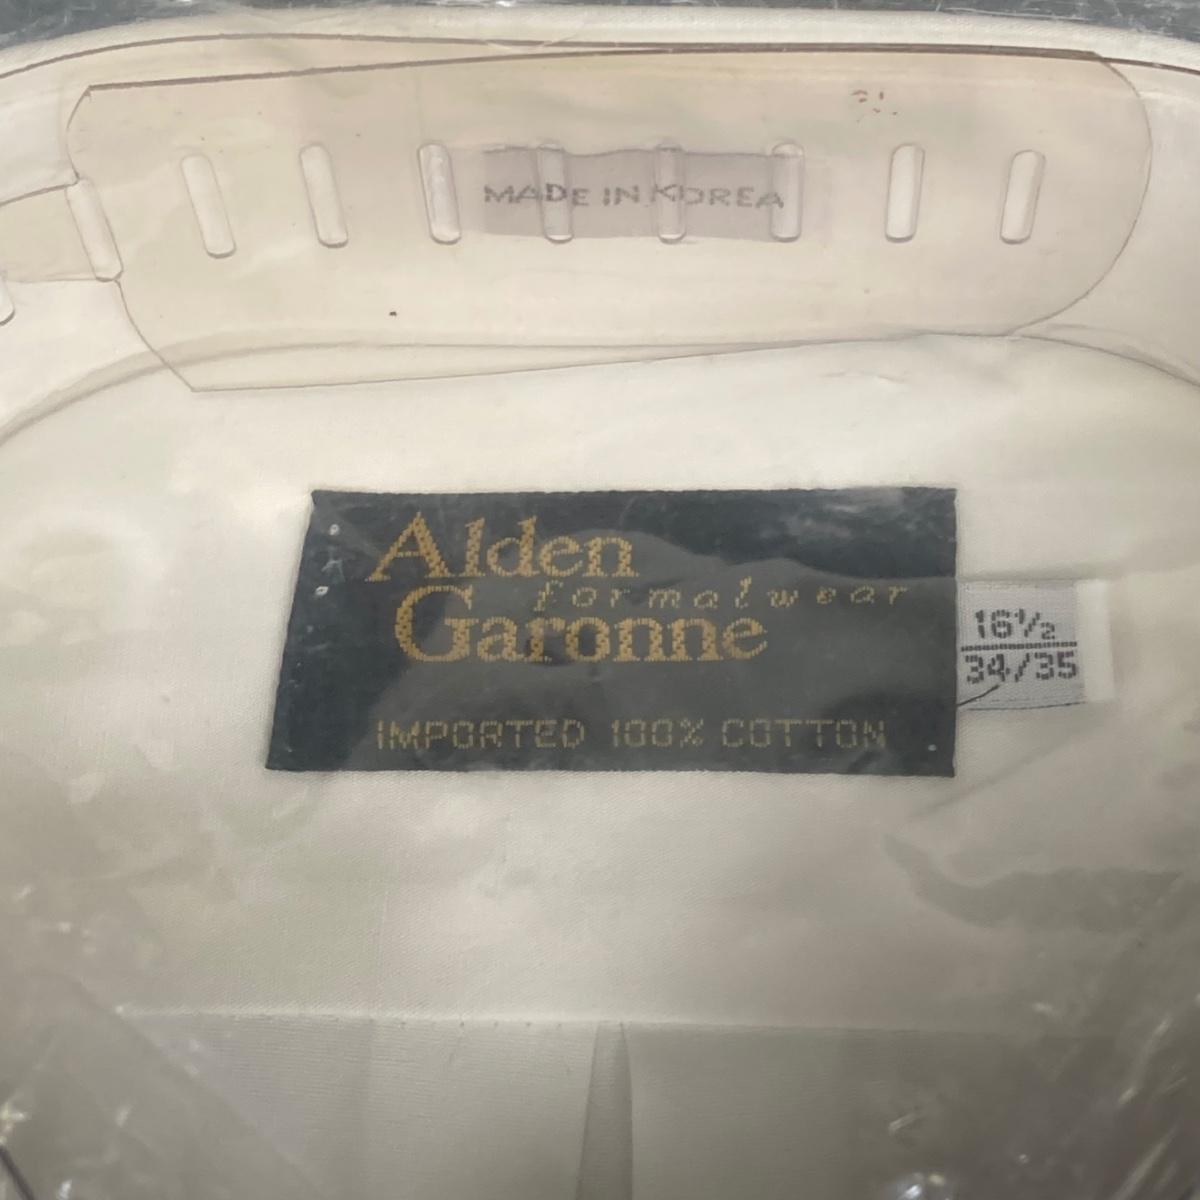 MADE IN KOREA
Alden
formalwear
Garonne
IMPORTED 100% COTTON
16½
34/35